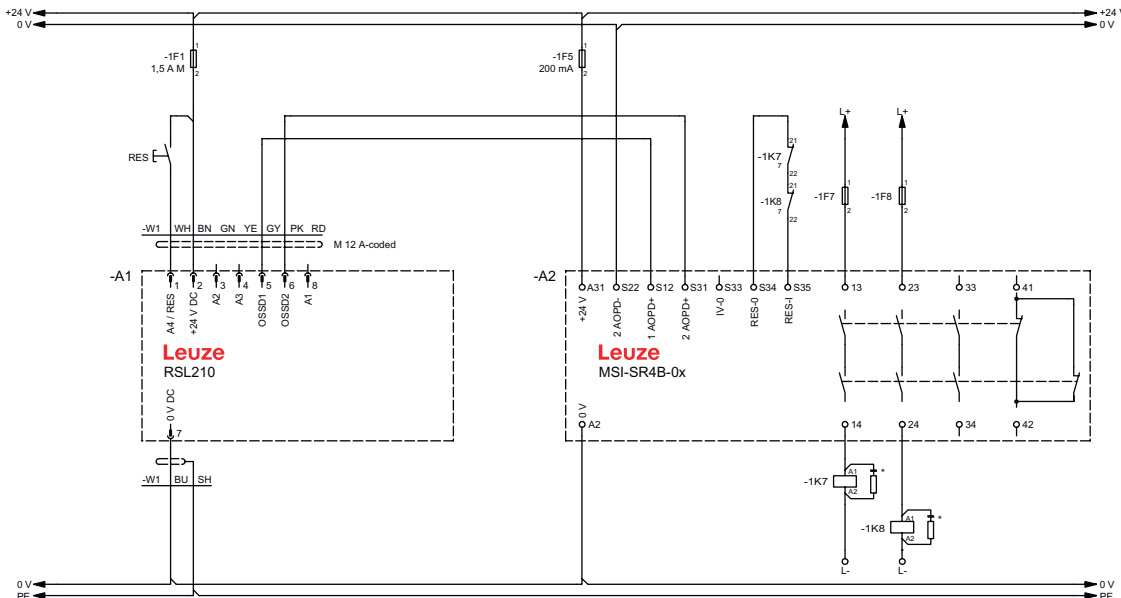 +24 V
0 V
+24 V
0 V
-1F1
1,5 A M
1
2
-1F5
200 mA
1
2
L+
L+
RES
-1K7
7
21
22
-1K8
7
21
22
-1F7
1
2
-1F8
1
2
-W1 WH BN GN YE GY PK RD
M 12 A-coded
-A1
1 2 3 4 5 6 8
A4 / RES
+24 V DC
A2
A3
OSSD1
OSSD2
A1
Leuze
RSL210
0 V DC
7
-W1 BU SH
-A2
A31 S22 S12 S31 S33 S34 S35 13 23 33 41
+24 V
2 AOPD-
1 AOPD+
2 AOPD+
IV-0
RES-0
RES-I
Leuze
MSI-SR4B-0x
0 V
A2 14 24 34 42
-1K7
A1
A2
*
-1K8
A1
A2
*
L-
L-
0 V
PE
0 V
PE